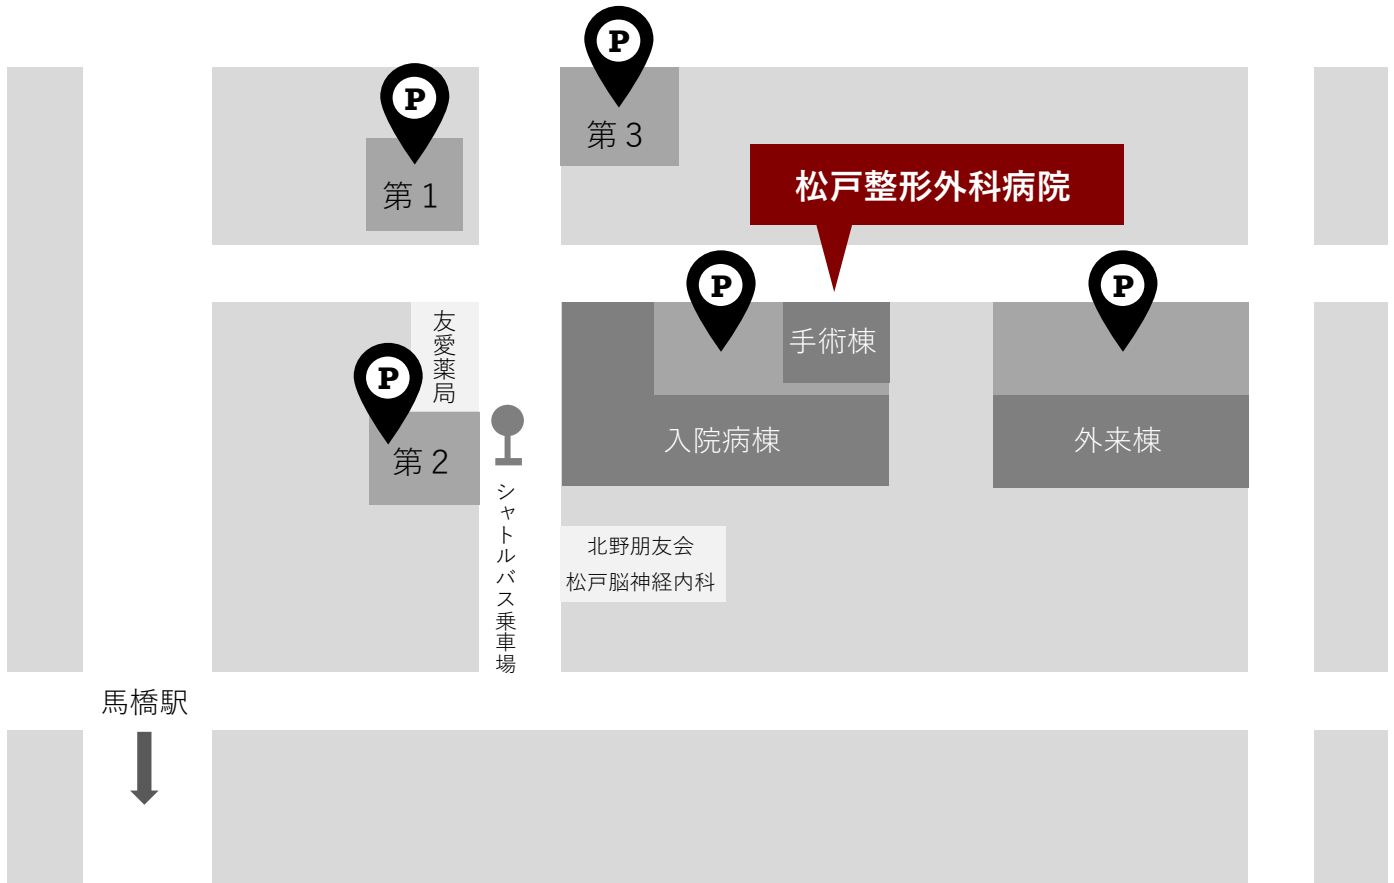 P
P
第3
第1
松戸整形外科病院
P
P
友愛薬局
手術棟
P
第2
入院病棟
外来棟
シャトルバス乗車場
北野朋友会
松戸脳神経内科
馬橋駅